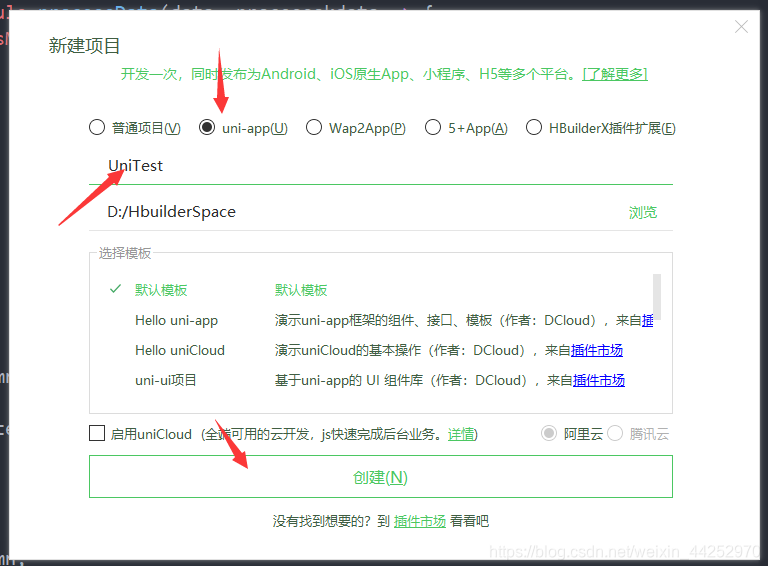 新建项目
开发一次，同时发布为Android、iOS原生App、小程序、H5等多个平台。[了解更多]
普通项目(V) uni-app(U) Wap2App(P) 5+App(A) HBuilderX插件扩展(E)
UniTest
D:/HbuilderSpace 浏览
选择模板
默认模板 默认模板
Hello uni-app 演示uni-app框架的组件、接口、模板（作者：DCloud），来自插
Hello uniCloud 演示uniCloud的基本操作（作者：DCloud），来自插件市场
uni-ui项目 基于uni-app的 UI 组件库（作者：DCloud），来自插件市场
启用uniCloud (全端可用的云开发，js快速完成后台业务。详情) 阿里云 腾讯云
创建(N)
没有找到想要的？到 插件市场 看看吧
https://blog.csdn.net/weixin_44252970